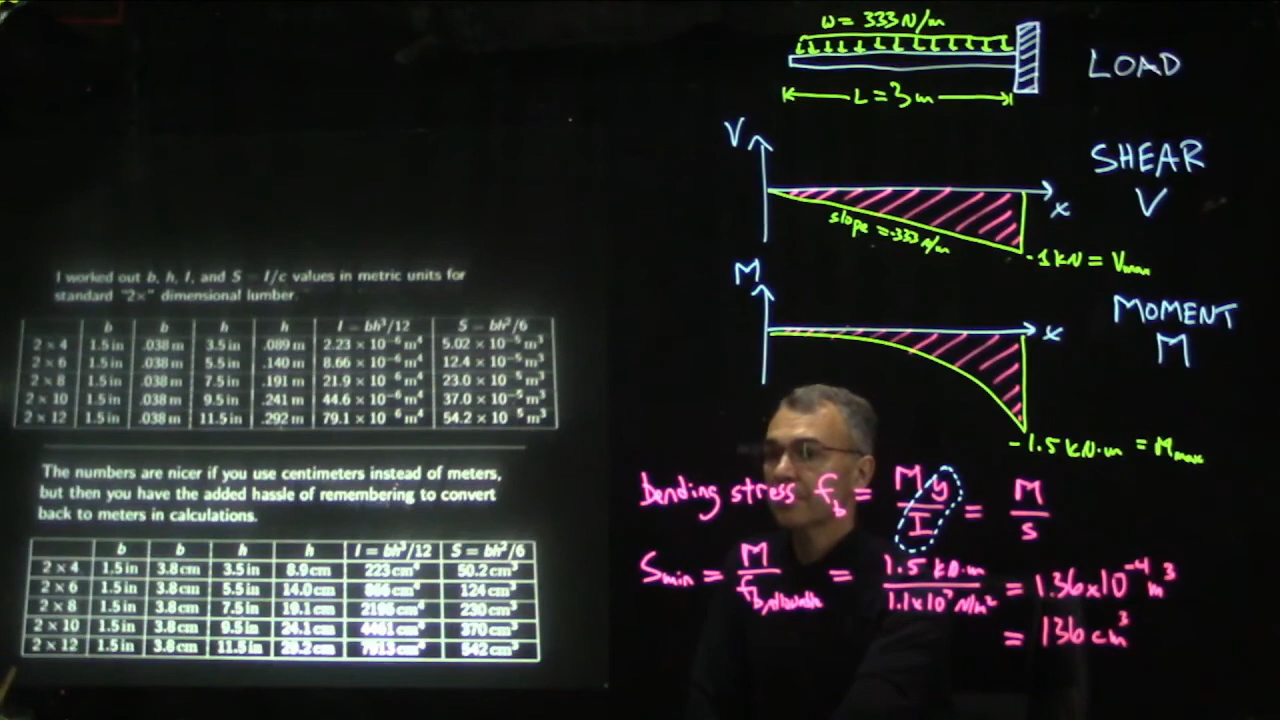 I worked out b, h, I, and S = I/c values in metric units for
standard "2×" dimensional lumber.
b b h h I = bh³/12 S = bh²/6
2 × 4 1.5 in .038 m 3.5 in .089 m 2.23 × 10⁻⁶ m⁴ 5.02 × 10⁻⁵ m³
2 × 6 1.5 in .038 m 5.5 in .140 m 8.66 × 10⁻⁶ m⁴ 12.4 × 10⁻⁵ m³
2 × 8 1.5 in .038 m 7.5 in .191 m 21.9 × 10⁻⁶ m⁴ 23.0 × 10⁻⁵ m³
2 × 10 1.5 in .038 m 9.5 in .241 m 44.6 × 10⁻⁶ m⁴ 37.0 × 10⁻⁵ m³
2 × 12 1.5 in .038 m 11.5 in .292 m 79.1 × 10⁻⁶ m⁴ 54.2 × 10⁻⁵ m³
The numbers are nicer if you use centimeters instead of meters,
but then you have the added hassle of remembering to convert
back to meters in calculations.
b b h h I = bh³/12 S = bh²/6
2 × 4 1.5 in 3.8 cm 3.5 in 8.9 cm 223 cm⁴ 50.2 cm³
2 × 6 1.5 in 3.8 cm 5.5 in 14.0 cm cm⁴ 124 cm³
2 × 8 1.5 in 3.8 cm 7.5 in 19.1 cm cm⁴ 230 cm³
2 × 10 1.5 in 3.8 cm 9.5 in 24.1 cm cm⁴ 370 cm³
2 × 12 1.5 in 3.8 cm 11.5 in 29.2 cm cm⁴ 542 cm³
ω = 333 N/m
LOAD
L = 3m
V
SHEAR
V
x
slope = -333 N/m
-1 kN = Vmax
M
MOMENT
M
x
-1.5 kN·m = Mmax
bending stress f_b = My/I = M/S
Smin = M/f_b,allowable = 1.5 kN·m/1.1×10⁷ N/m² = 1.36×10⁻⁴ m³
= 136 cm³